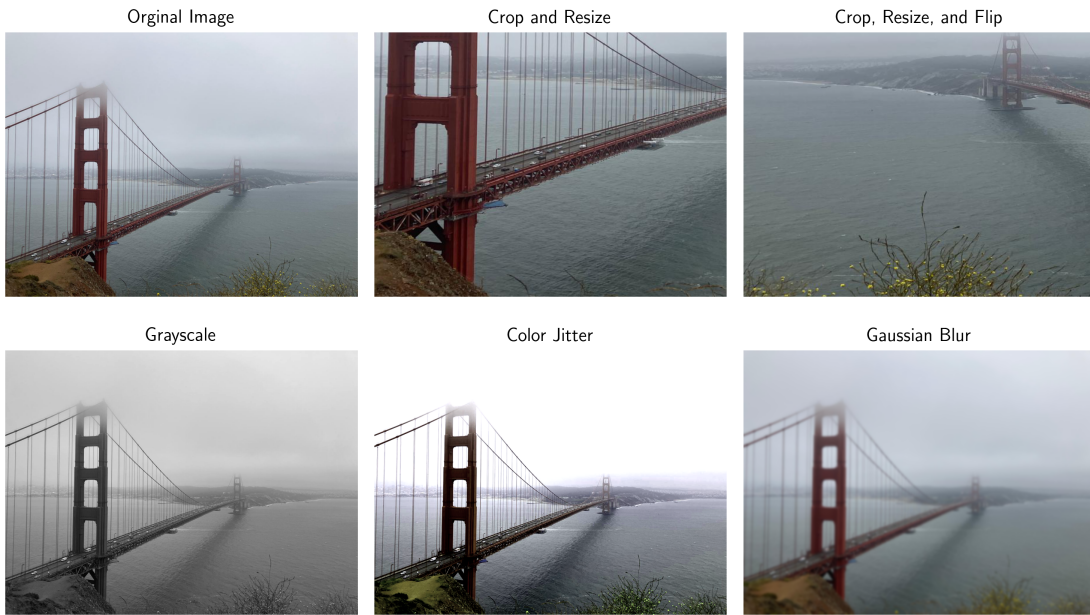 Orginal Image
Crop and Resize
Crop, Resize, and Flip
Grayscale
Color Jitter
Gaussian Blur